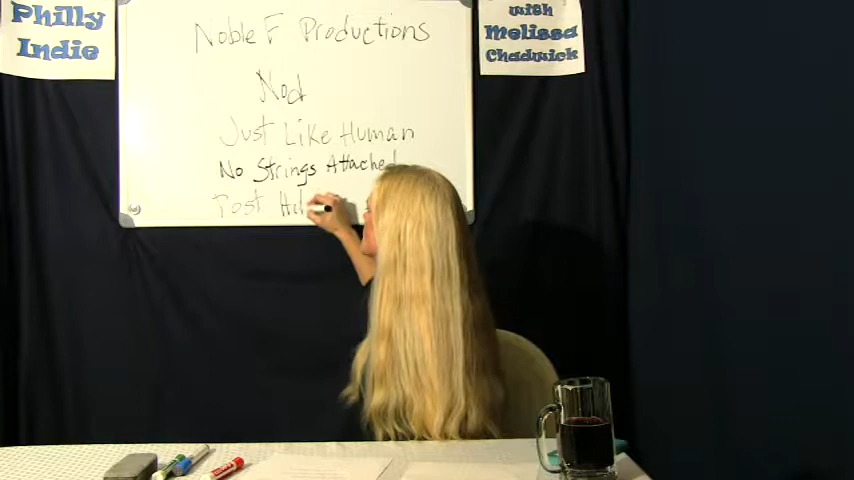 Philly
Indie
with
Melissa
Chadwick
Noble F Productions
Nod
Just Like Human
No Strings Attached
Post